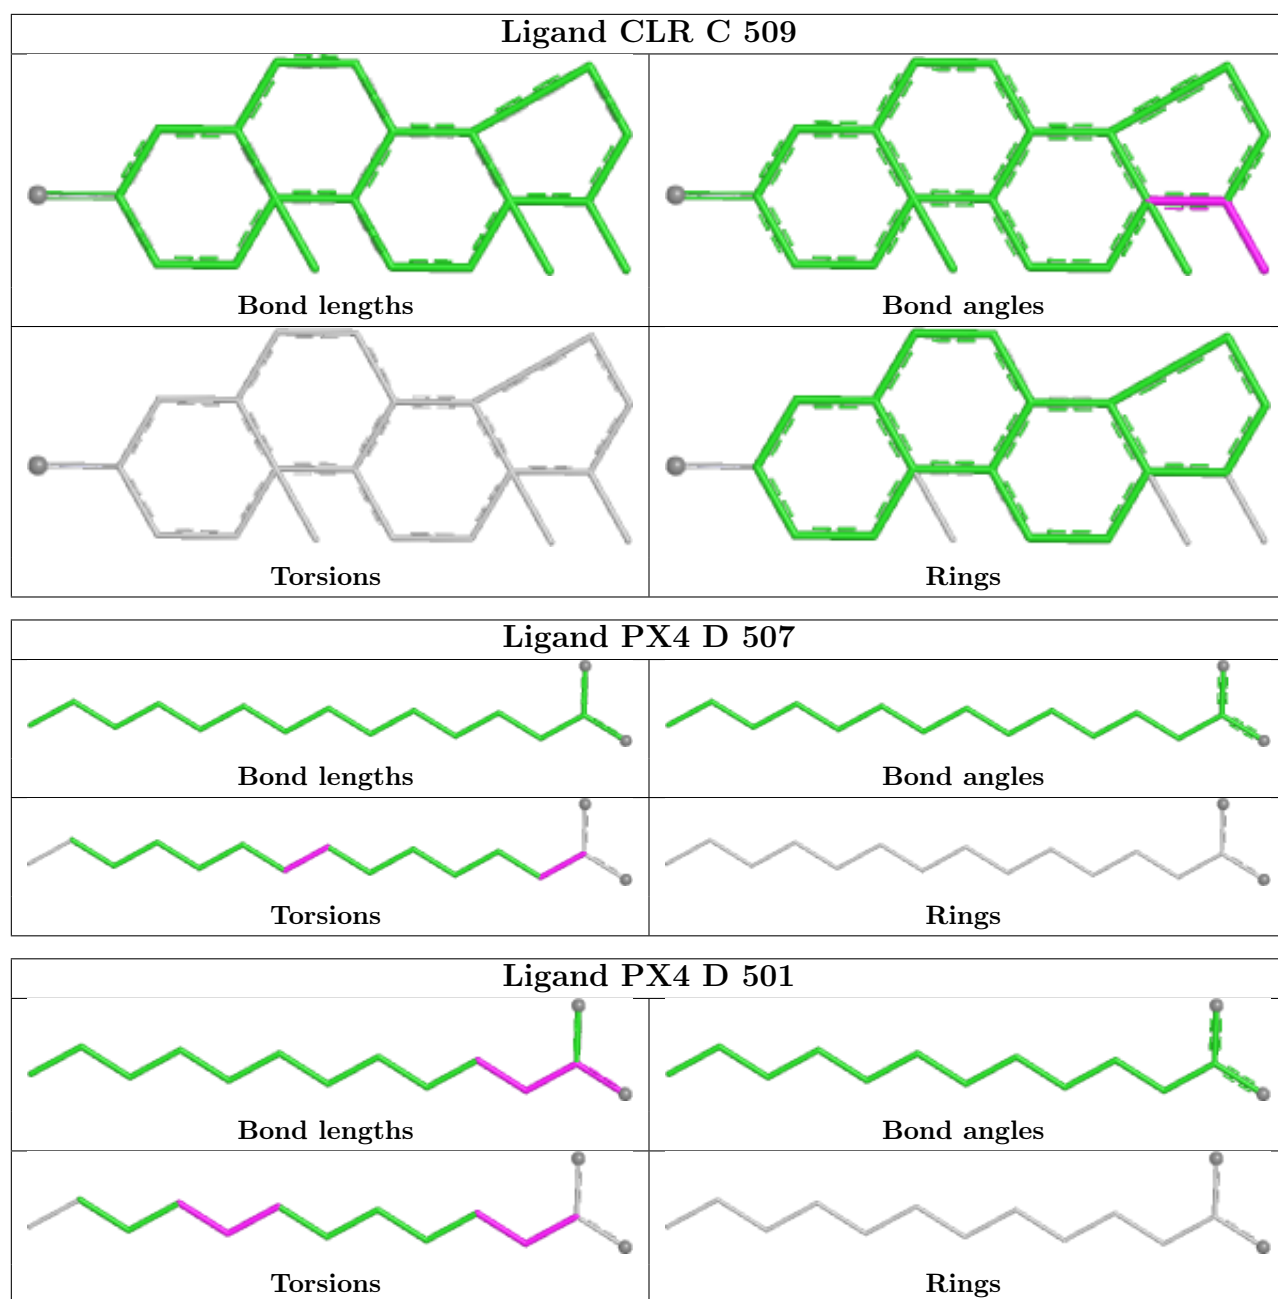 Ligand CLR C 509
Bond lengths
Bond angles
Torsions
Rings
Ligand PX4 D 507
Bond lengths
Bond angles
Torsions
Rings
Ligand PX4 D 501
Bond lengths
Bond angles
Torsions
Rings